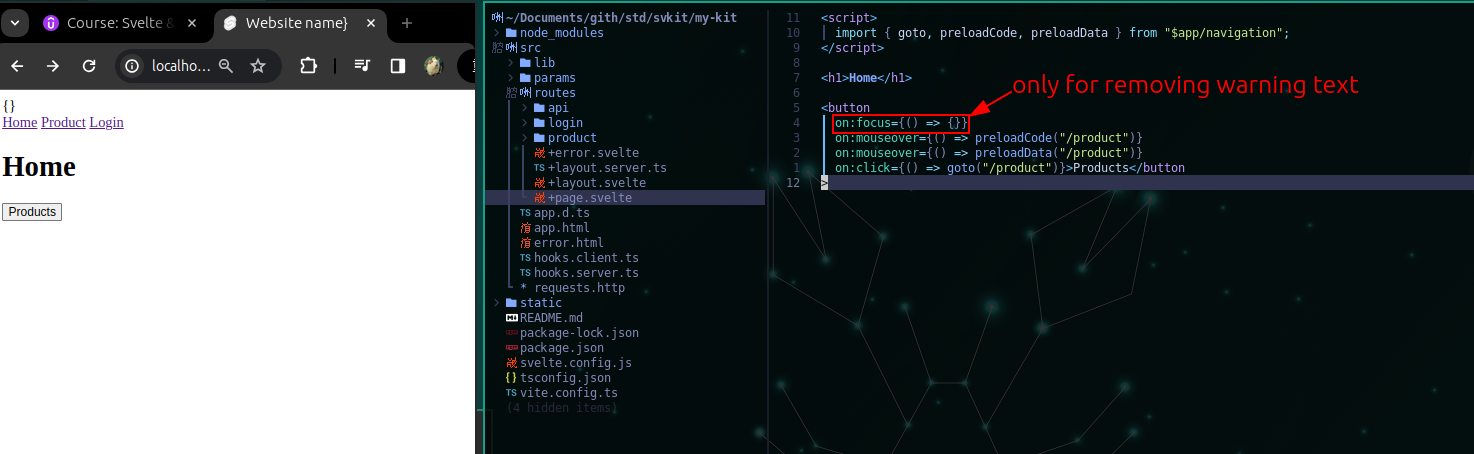 Course: Svelte &
Website name}
localho...
{}
Home Product Login
Home
Products
~/Documents/gith/std/svkit/my-kit
node_modules
src
lib
params
routes
api
login
product
+error.svelte
TS +layout.server.ts
+layout.svelte
+page.svelte
TS app.d.ts
app.html
error.html
TS hooks.client.ts
TS hooks.server.ts
* requests.http
static
README.md
package-lock.json
package.json
svelte.config.js
{} tsconfig.json
TS vite.config.ts
(4 hidden items)
11 <script>
10 import { goto, preloadCode, preloadData } from "$app/navigation";
9 </script>
8
7 <h1>Home</h1>
6
5 <button
4 on:focus={() => {}}
3 on:mouseover={() => preloadCode("/product")}
2 on:mouseover={() => preloadData("/product")}
1 on:click={() => goto("/product")}>Products</button
12 >
only for removing warning text